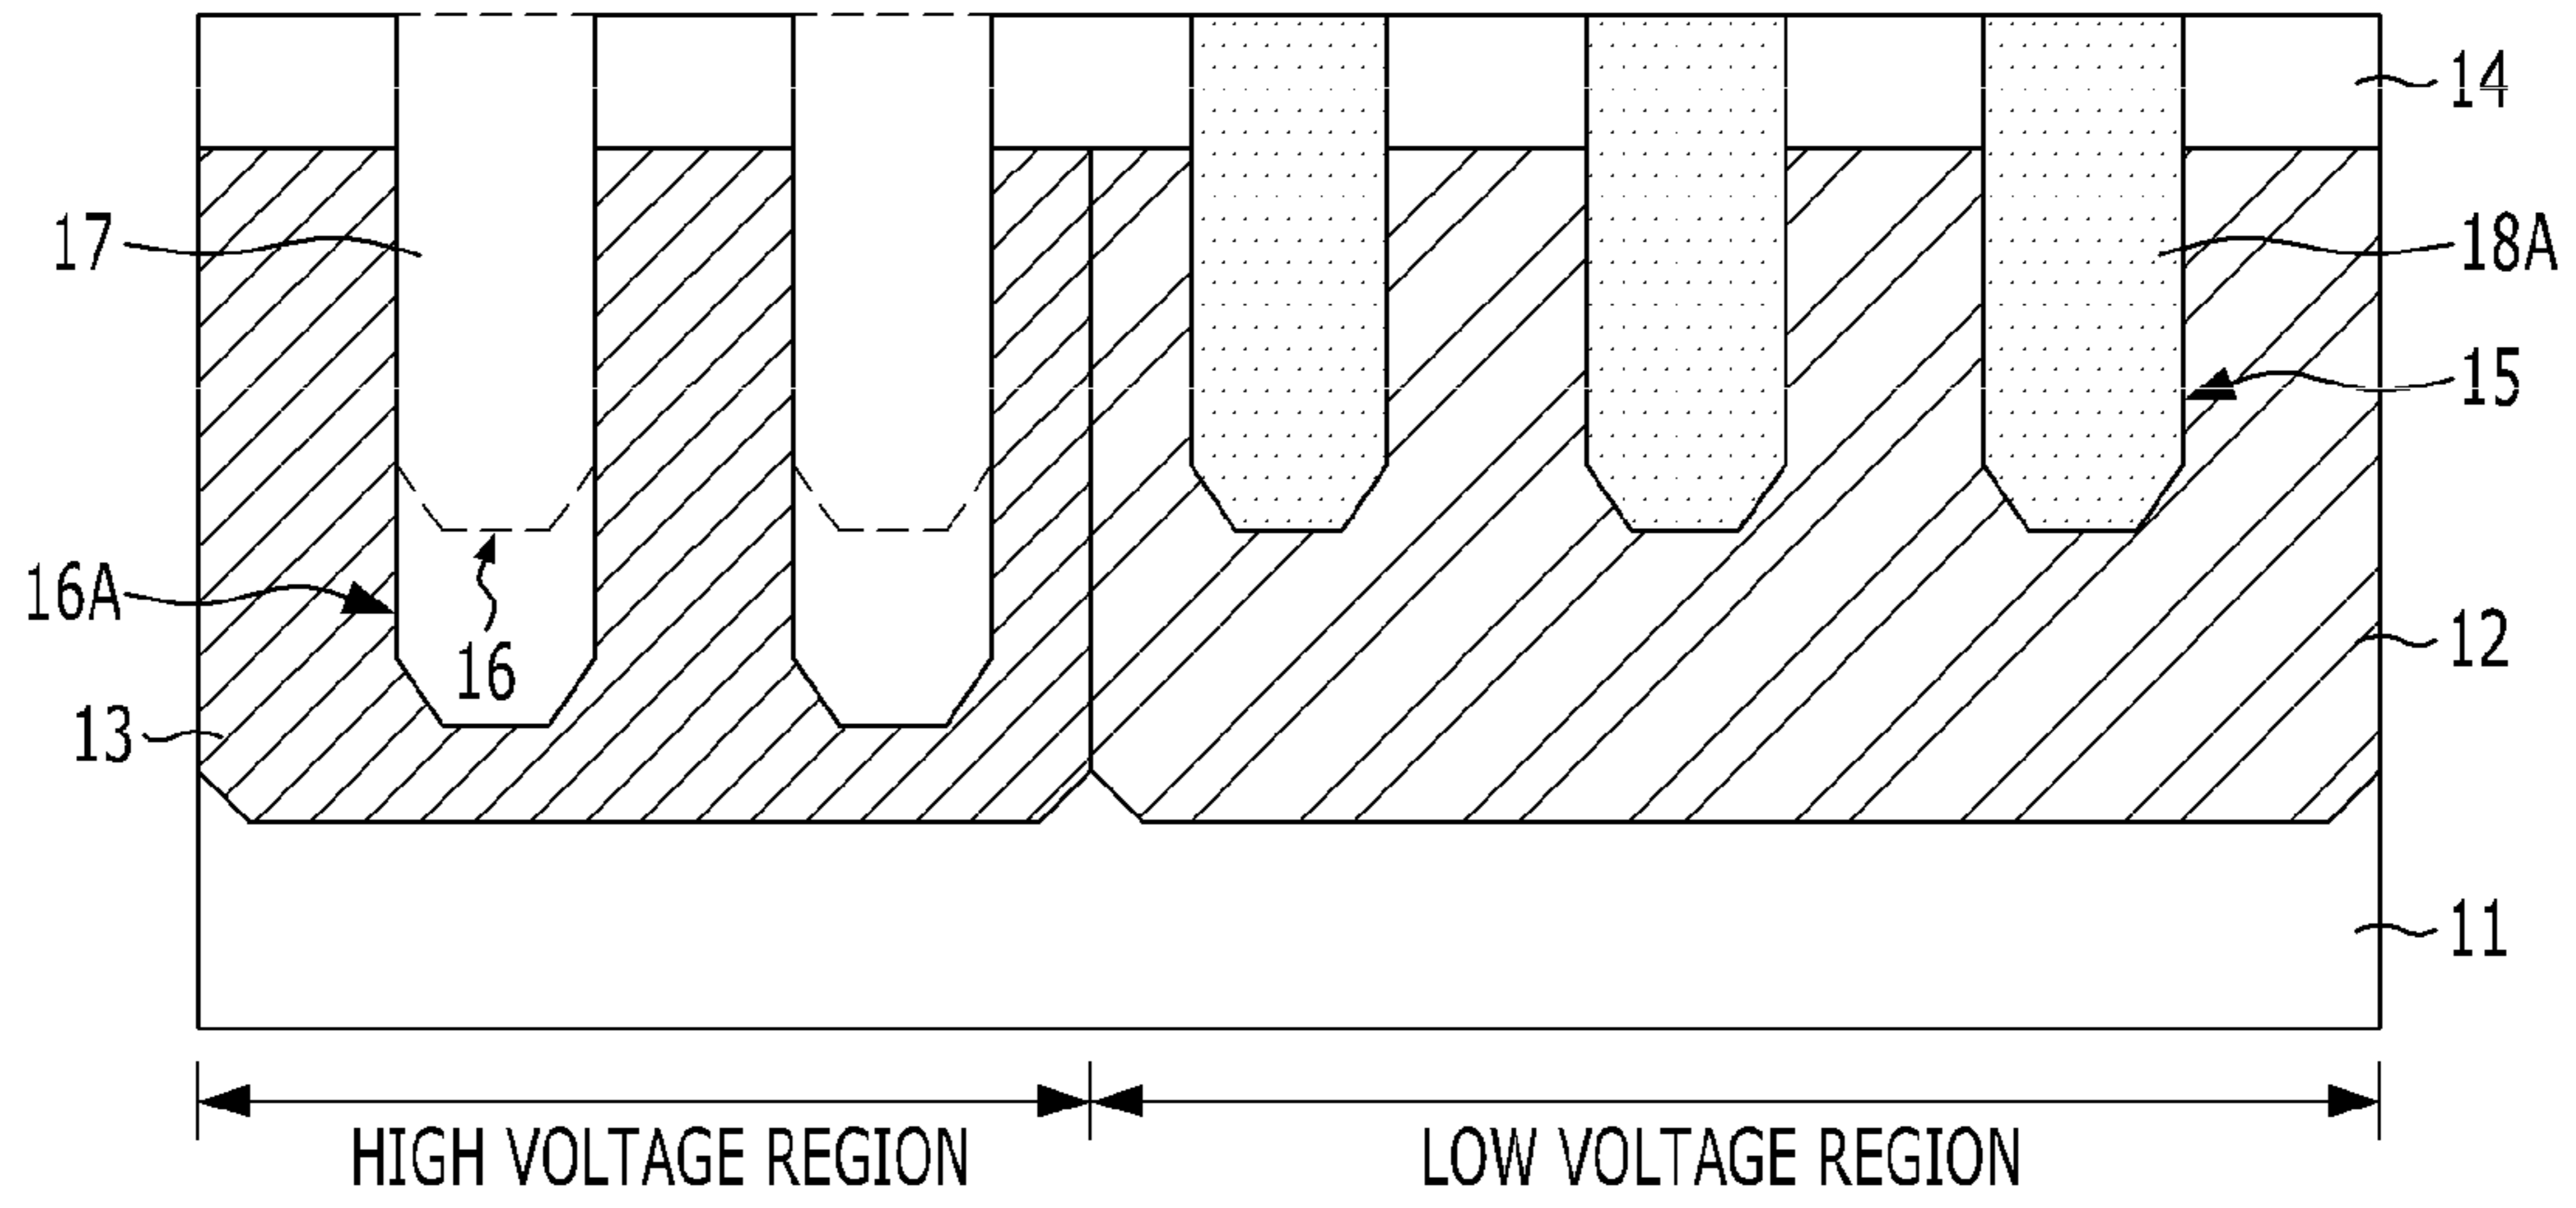 14
17
18A
15
16A
12
16
13
11
HIGH VOLTAGE REGION
LOW VOLTAGE REGION